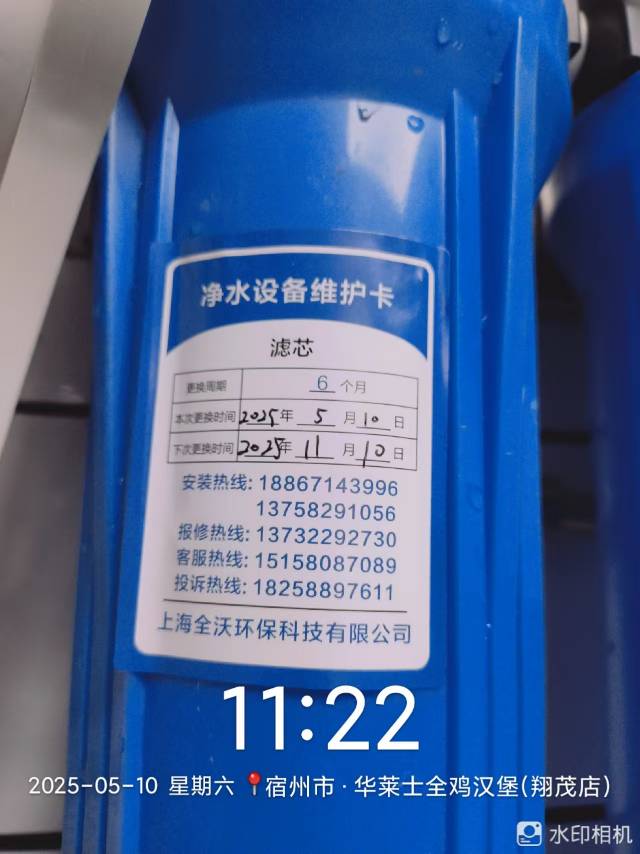 净水设备维护卡
滤芯
更换周期 6 个月
本次更换时间 2025年 5 月 10 日
下次更换时间 2025年 11 月 10 日
安装热线: 18867143996
13758291056
报修热线: 13732292730
客服热线: 15158087089
投诉热线: 18258897611
上海全沃环保科技有限公司
11:22
2025-05-10 星期六 📍宿州市 · 华莱士全鸡汉堡(翔茂店)
水印相机